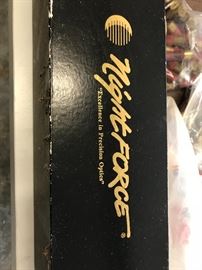 NightFORCE®
"Excellence in Precision Optics"